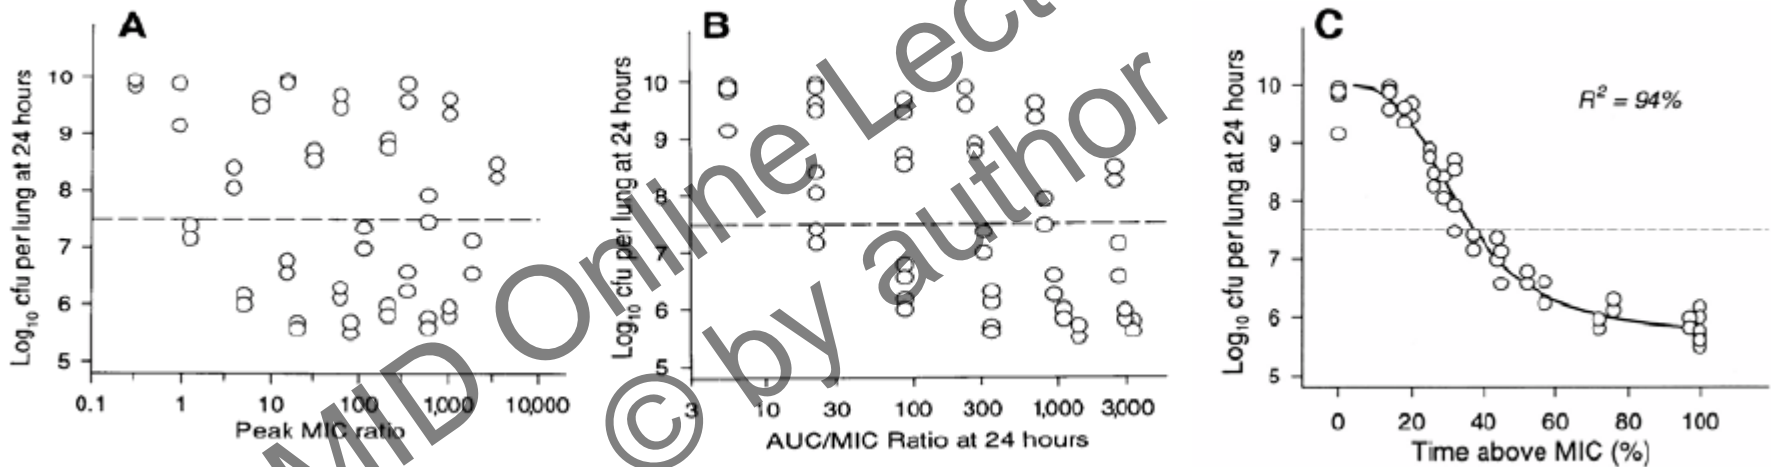 A
Log10 cfu per lung at 24 hours
10
9
8
7
6
5
0.1 1 10 100 1,000 10,000
Peak MIC ratio
B
Log10 cfu per lung at 24 hours
10
9
8
7
6
5
3 10 30 100 300 1,000 3,000
AUC/MIC Ratio at 24 hours
C
R² = 94%
Log10 cfu per lung at 24 hours
10
9
8
7
6
5
0 20 40 60 80 100
Time above MIC (%)
MID Online Lect
© by author